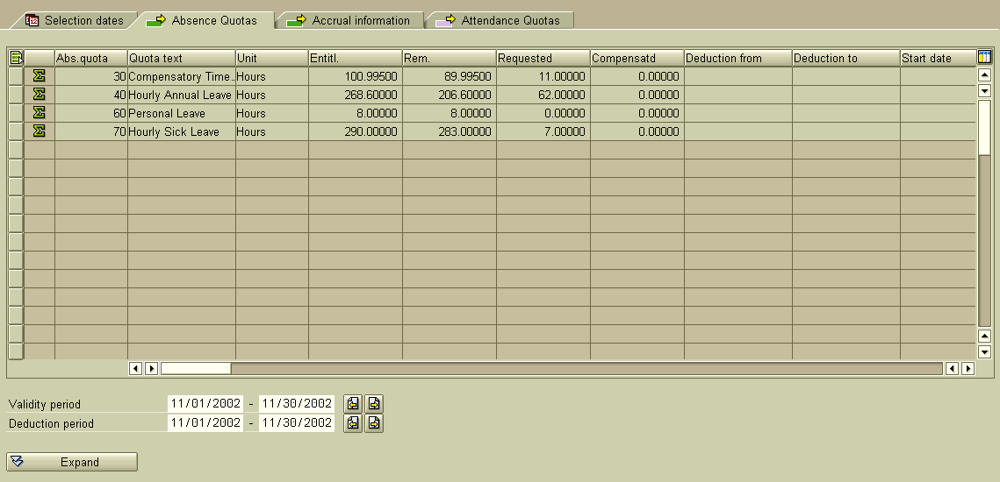 Selection dates Absence Quotas Accrual information Attendance Quotas
Abs.quota Quota text Unit Entitl. Rem. Requested Compensatd Deduction from Deduction to Start date
30 Compensatory Time.. Hours 100.99500 89.99500 11.00000 0.00000
40 Hourly Annual Leave Hours 268.60000 206.60000 62.00000 0.00000
60 Personal Leave Hours 8.00000 8.00000 0.00000 0.00000
70 Hourly Sick Leave Hours 290.00000 283.00000 7.00000 0.00000
Validity period 11/01/2002 - 11/30/2002
Deduction period 11/01/2002 - 11/30/2002
Expand